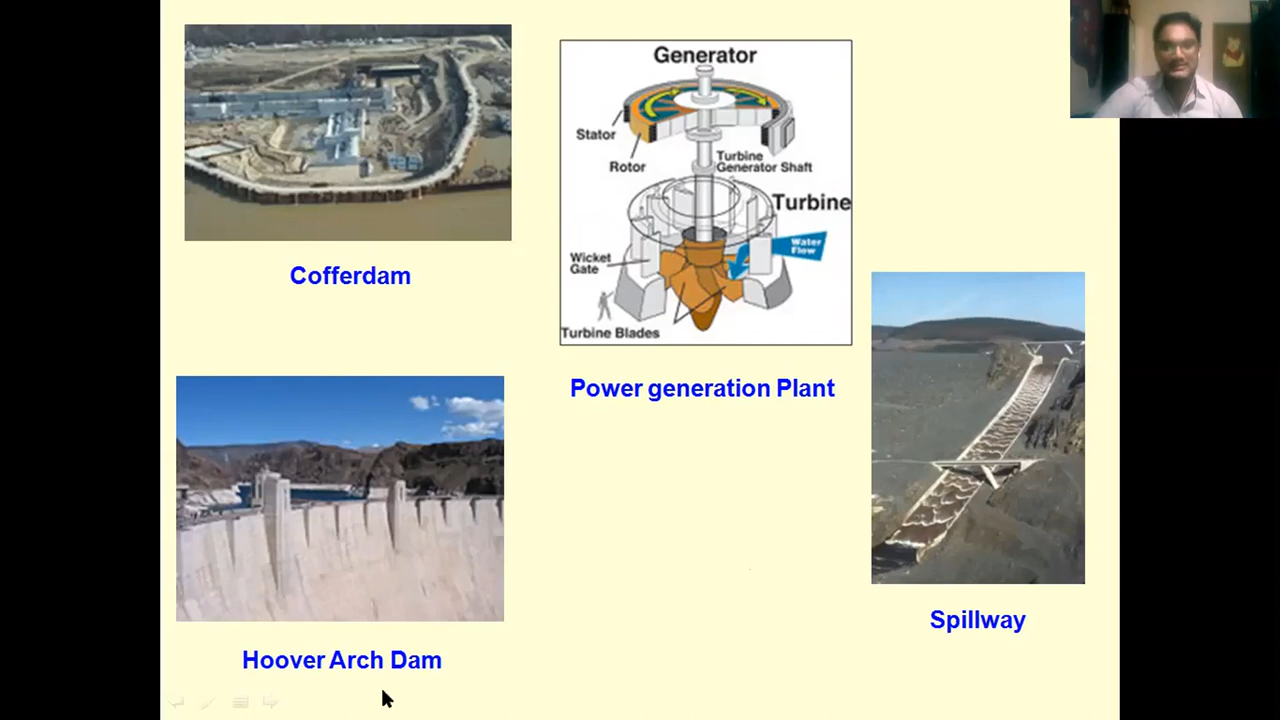 Generator
Stator
Rotor
Turbine
Generator Shaft
Turbine
Water
Flow
Wicket
Gate
Turbine Blades
Cofferdam
Power generation Plant
Hoover Arch Dam
Spillway